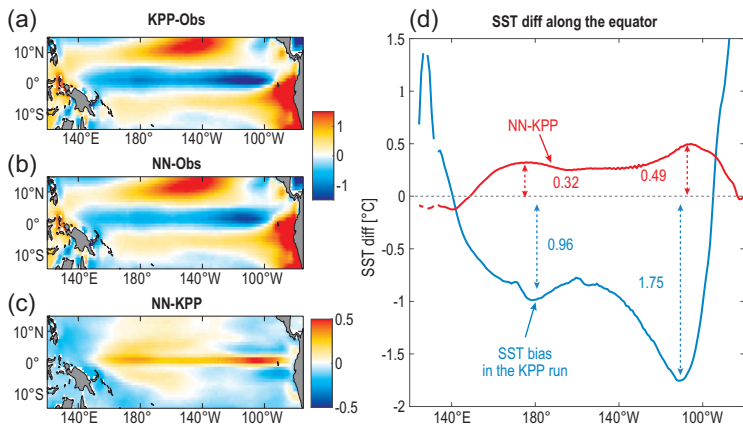 (a) KPP-Obs
10°N
0°
10°S
140°E 180° 140°W 100°W
1
0
-1
(b) NN-Obs
10°N
0°
10°S
140°E 180° 140°W 100°W
(c) NN-KPP
10°N
0°
10°S
140°E 180° 140°W 100°W
0.5
0
-0.5
(d) SST diff along the equator
SST diff [°C]
1.5
1
0.5
0
-0.5
-1
-1.5
-2
NN-KPP
0.32
0.49
0.96
1.75
SST bias
in the KPP run
140°E 180° 140°W 100°W